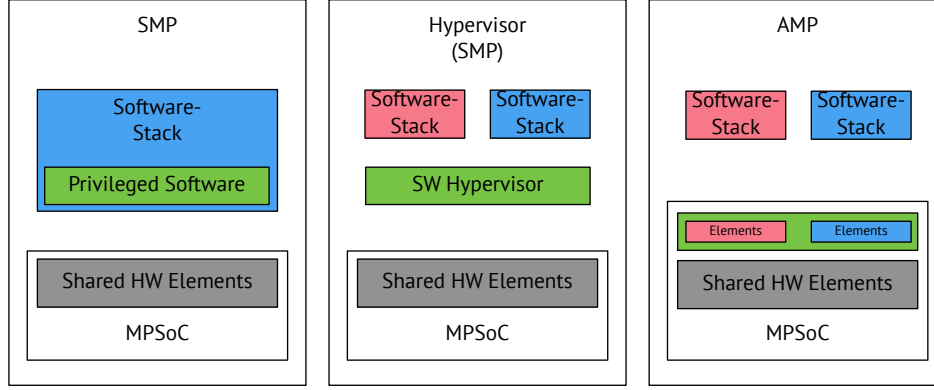 SMP
Software-
Stack
Privileged Software
Shared HW Elements
MPSoC
Hypervisor
(SMP)
Software-
Stack
Software-
Stack
SW Hypervisor
Shared HW Elements
MPSoC
AMP
Software-
Stack
Software-
Stack
Elements
Elements
Shared HW Elements
MPSoC